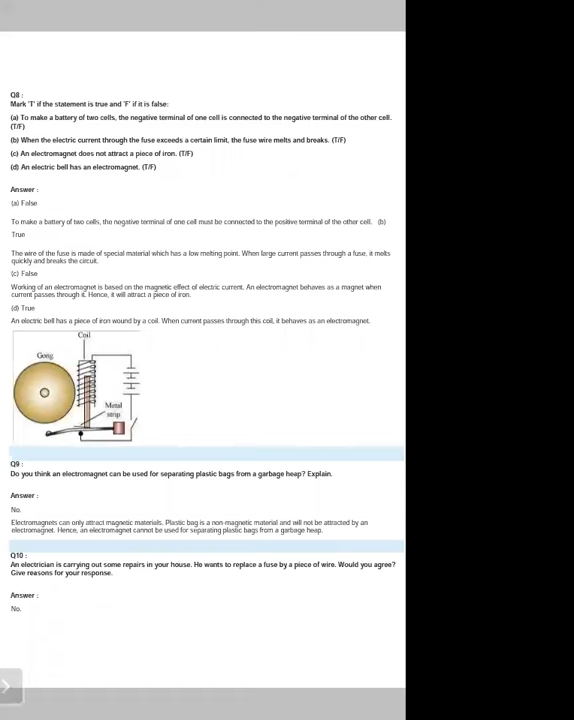 Q8 :
Mark 'T' if the statement is true and 'F' if it is false:
(a) To make a battery of two cells, the negative terminal of one cell is connected to the negative terminal of the other cell.
(T/F)
(b) When the electric current through the fuse exceeds a certain limit, the fuse wire melts and breaks. (T/F)
(c) An electromagnet does not attract a piece of iron. (T/F)
(d) An electric bell has an electromagnet. (T/F)
Answer :
(a) False
To make a battery of two cells, the negative terminal of one cell must be connected to the positive terminal of the other cell. (b)
True
The wire of the fuse is made of special material which has a low melting point. When large current passes through a fuse, it melts
quickly and breaks the circuit.
(c) False
Working of an electromagnet is based on the magnetic effect of electric current. An electromagnet behaves as a magnet when
current passes through it. Hence, it will attract a piece of iron.
(d) True
An electric bell has a piece of iron wound by a coil. When current passes through this coil, it behaves as an electromagnet.
Coil
Gong
Metal
strip
Q9 :
Do you think an electromagnet can be used for separating plastic bags from a garbage heap? Explain.
Answer :
No.
Electromagnets can only attract magnetic materials. Plastic bag is a non-magnetic material and will not be attracted by an
electromagnet. Hence, an electromagnet cannot be used for separating plastic bags from a garbage heap.
Q10 :
An electrician is carrying out some repairs in your house. He wants to replace a fuse by a piece of wire. Would you agree?
Give reasons for your response.
Answer :
No.